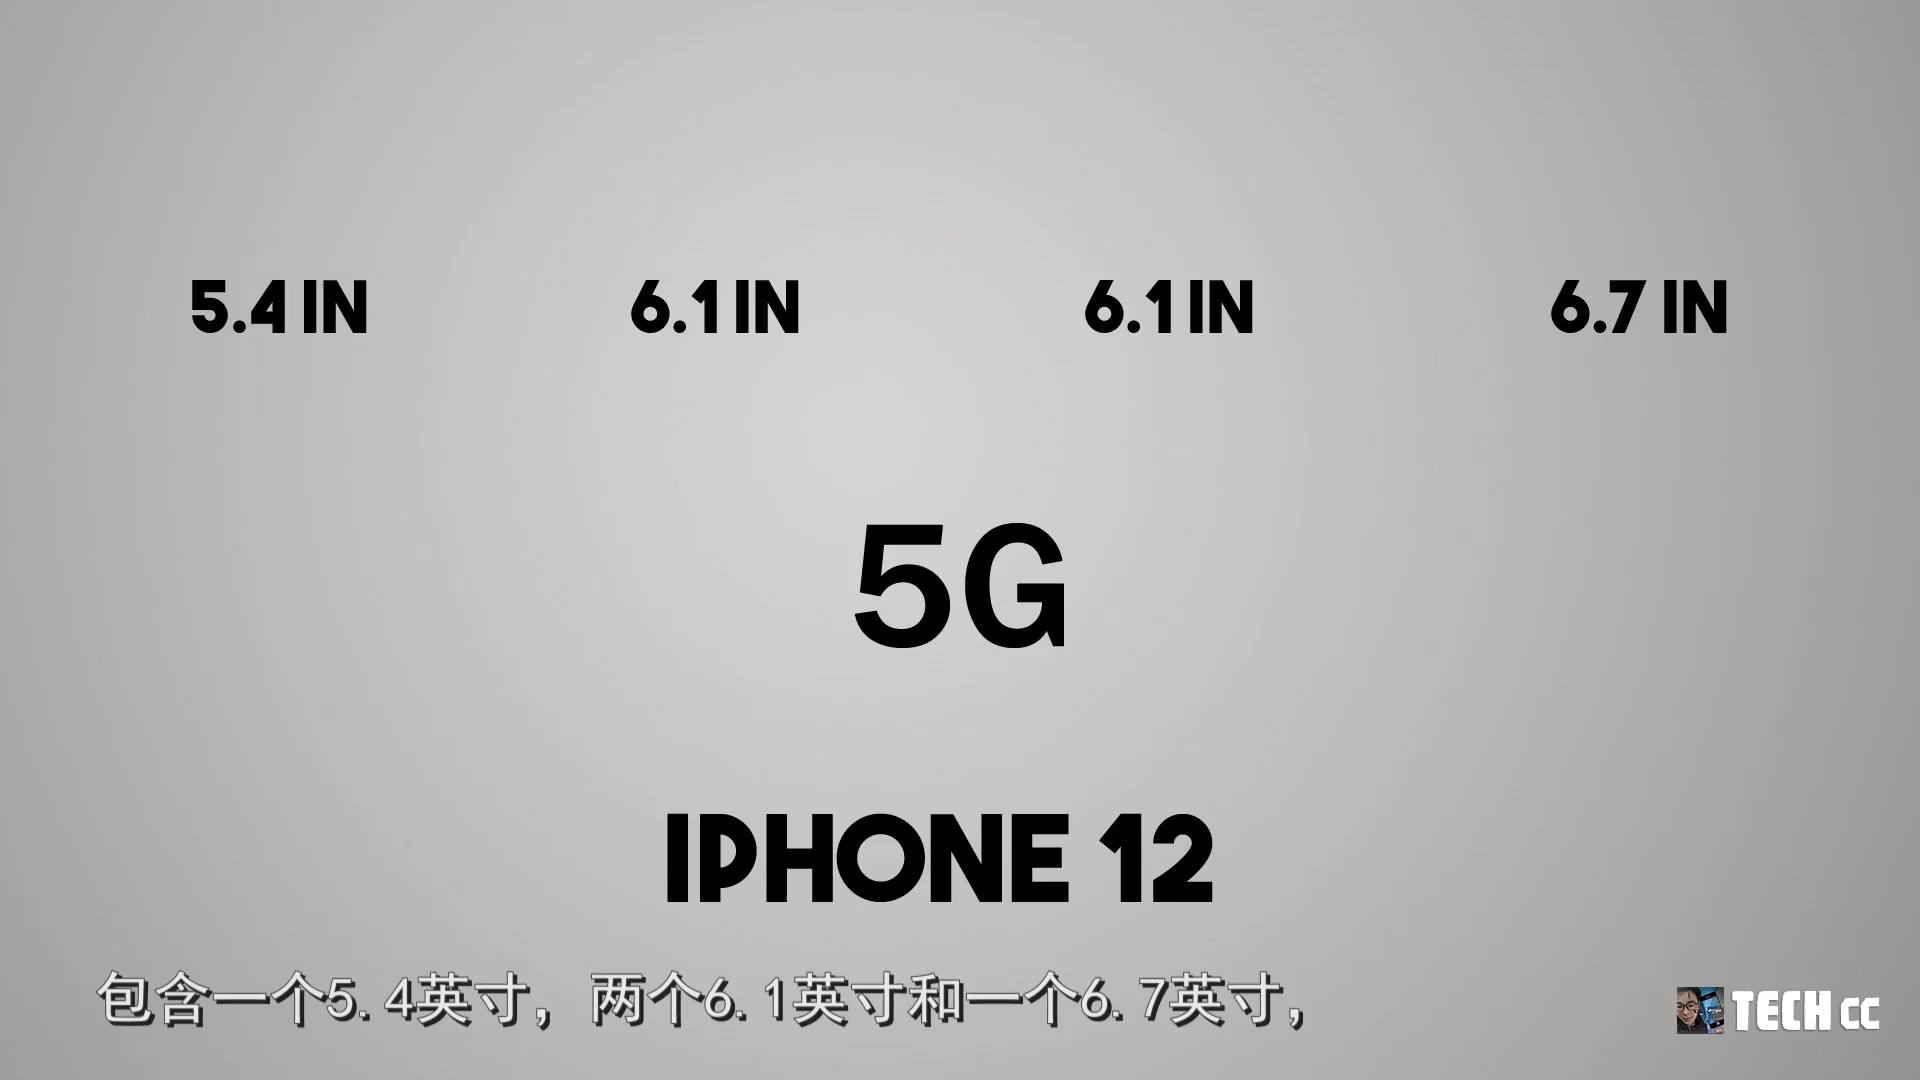 5.4 IN 6.1 IN 6.1 IN 6.7 IN
5G
IPHONE 12
包含一个5.4英寸，两个6.1英寸和一个6.7英寸，
TECH CC